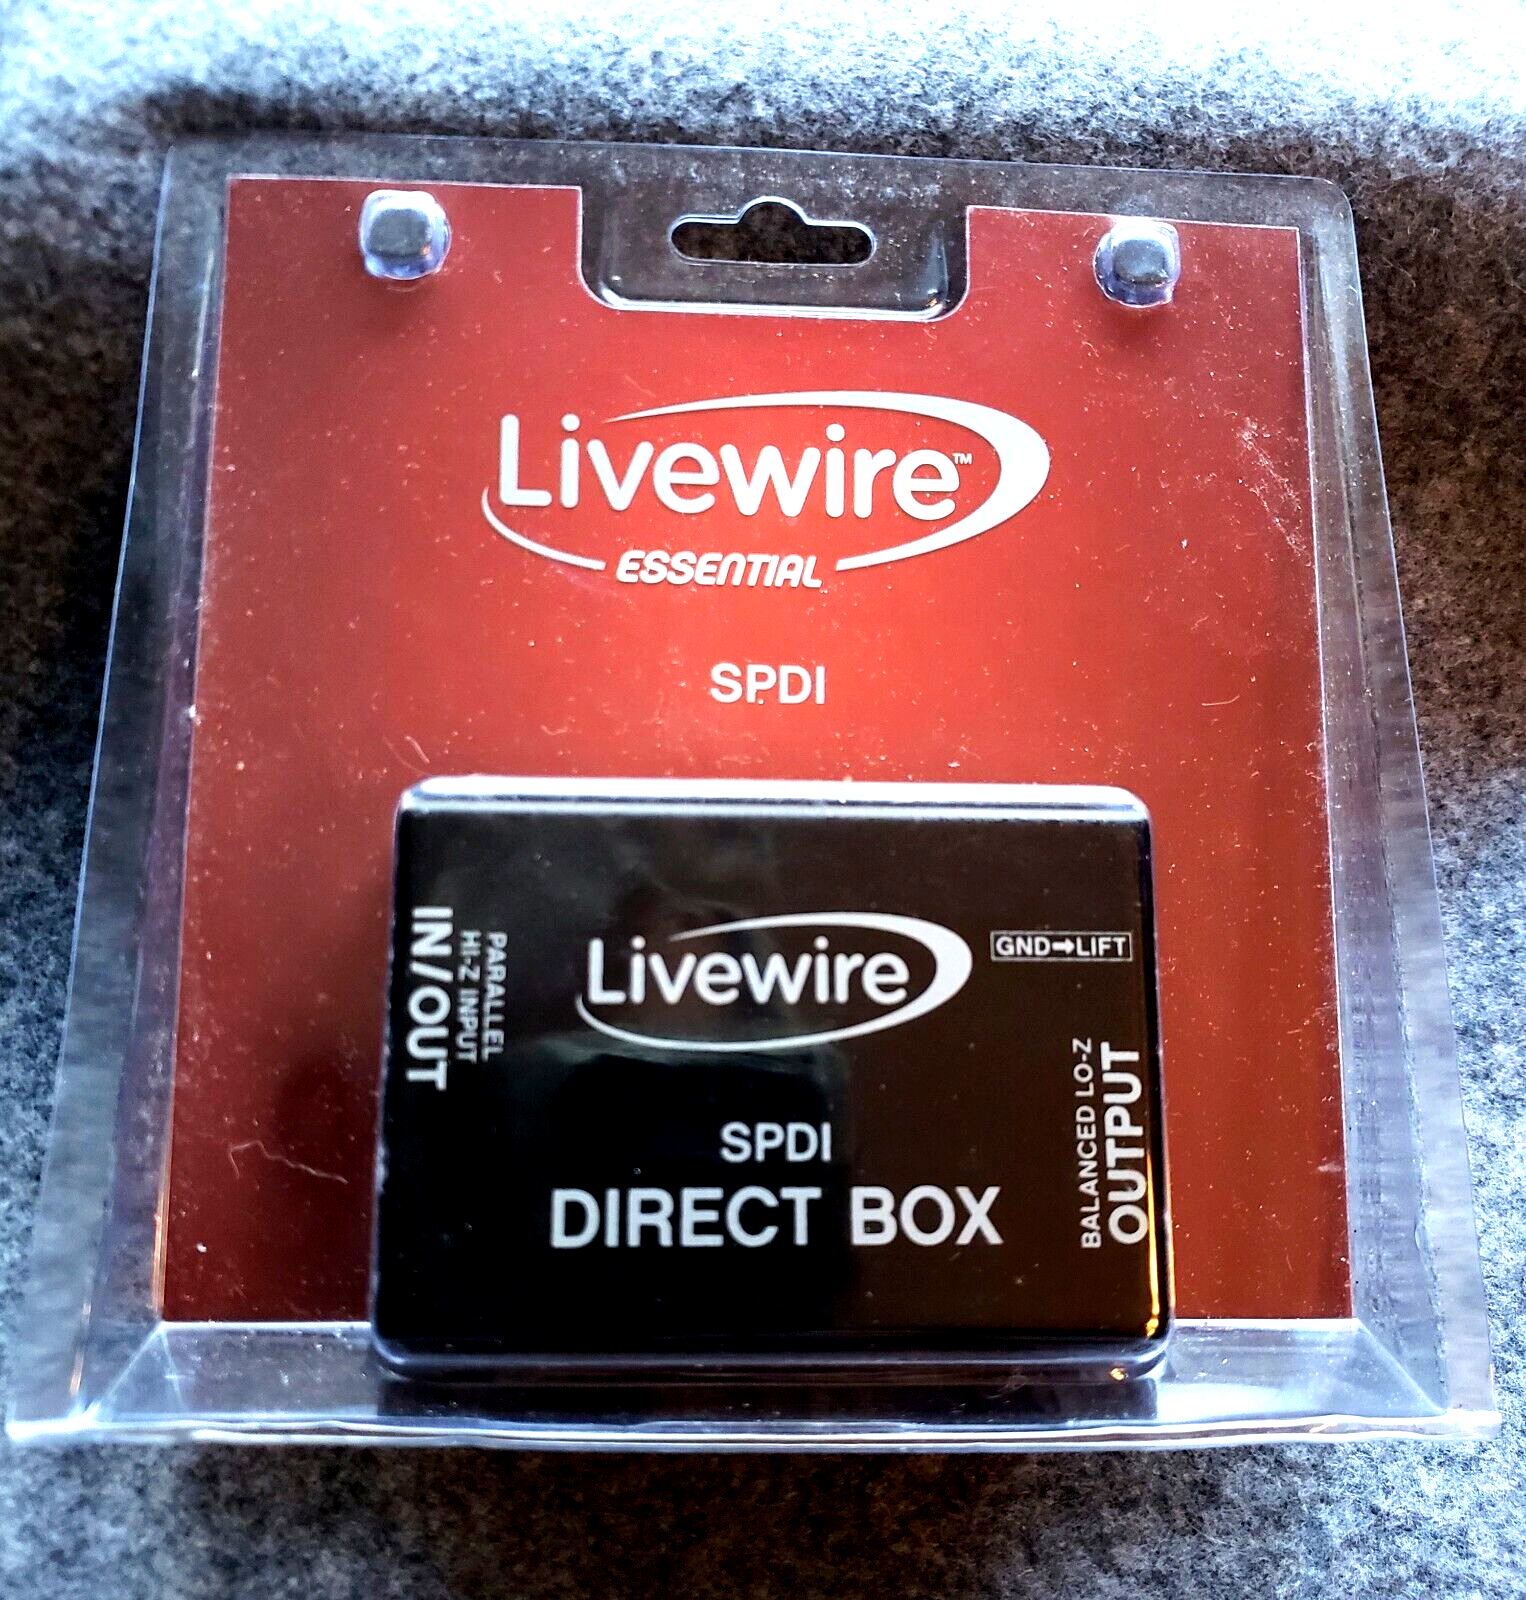 Livewire™
ESSENTIAL
SPDI
Livewire
GND→LIFT
PARALLEL
HI-Z INPUT
IN/OUT
BALANCED LO-Z
OUTPUT
SPDI
DIRECT BOX